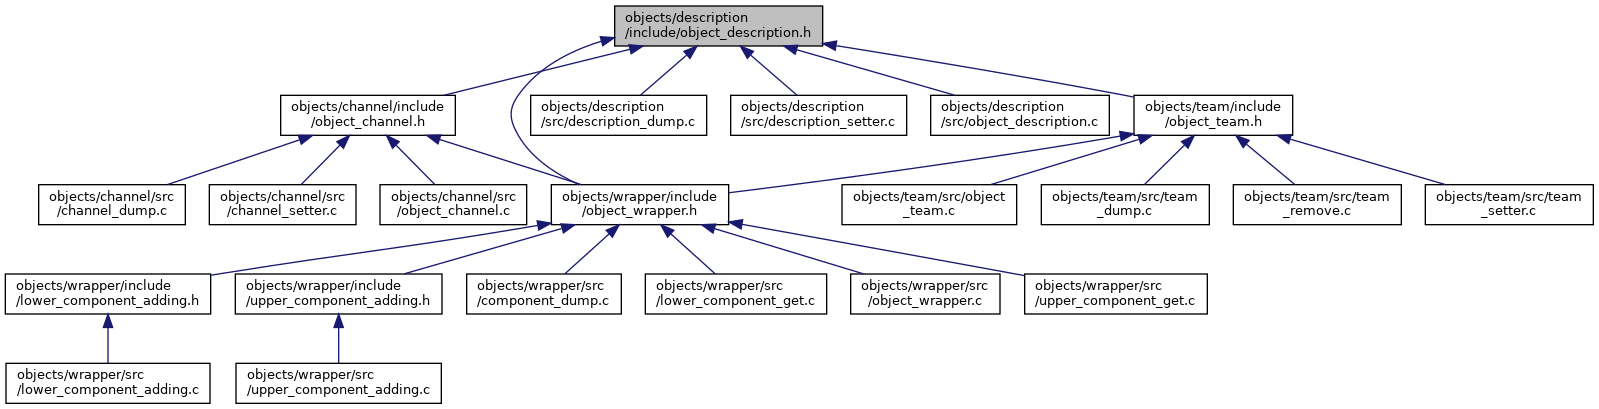 objects/description
/include/object_description.h
objects/channel/include
/object_channel.h
objects/description
/src/description_dump.c
objects/description
/src/description_setter.c
objects/description
/src/object_description.c
objects/team/include
/object_team.h
objects/channel/src
/channel_dump.c
objects/channel/src
/channel_setter.c
objects/channel/src
/object_channel.c
objects/wrapper/include
/object_wrapper.h
objects/team/src/object
_team.c
objects/team/src/team
_dump.c
objects/team/src/team
_remove.c
objects/team/src/team
_setter.c
objects/wrapper/include
/lower_component_adding.h
objects/wrapper/include
/upper_component_adding.h
objects/wrapper/src
/component_dump.c
objects/wrapper/src
/lower_component_get.c
objects/wrapper/src
/object_wrapper.c
objects/wrapper/src
/upper_component_get.c
objects/wrapper/src
/lower_component_adding.c
objects/wrapper/src
/upper_component_adding.c